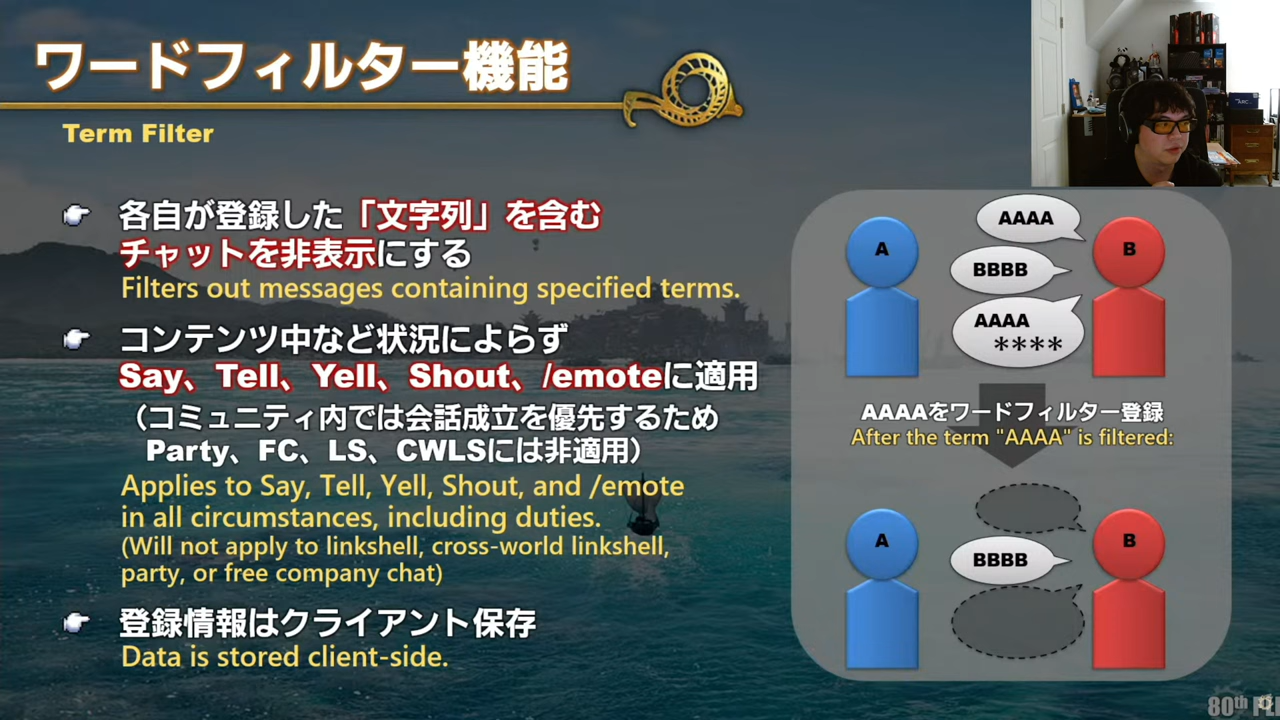 ワードフィルター機能
Term Filter
各自が登録した「文字列」を含む
チャットを非表示にする
Filters out messages containing specified terms.
コンテンツ中など状況によらず
Say、Tell、Yell、Shout、/emoteに適用
（コミュニティ内では会話成立を優先するため
Party、FC、LS、CWLSには非適用）
Applies to Say, Tell, Yell, Shout, and /emote
in all circumstances, including duties.
(Will not apply to linkshell, cross-world linkshell,
party, or free company chat)
登録情報はクライアント保存
Data is stored client-side.
A
AAAA
BBBB
AAAA
****
B
AAAAをワードフィルター登録
After the term "AAAA" is filtered:
A
BBBB
B
80th